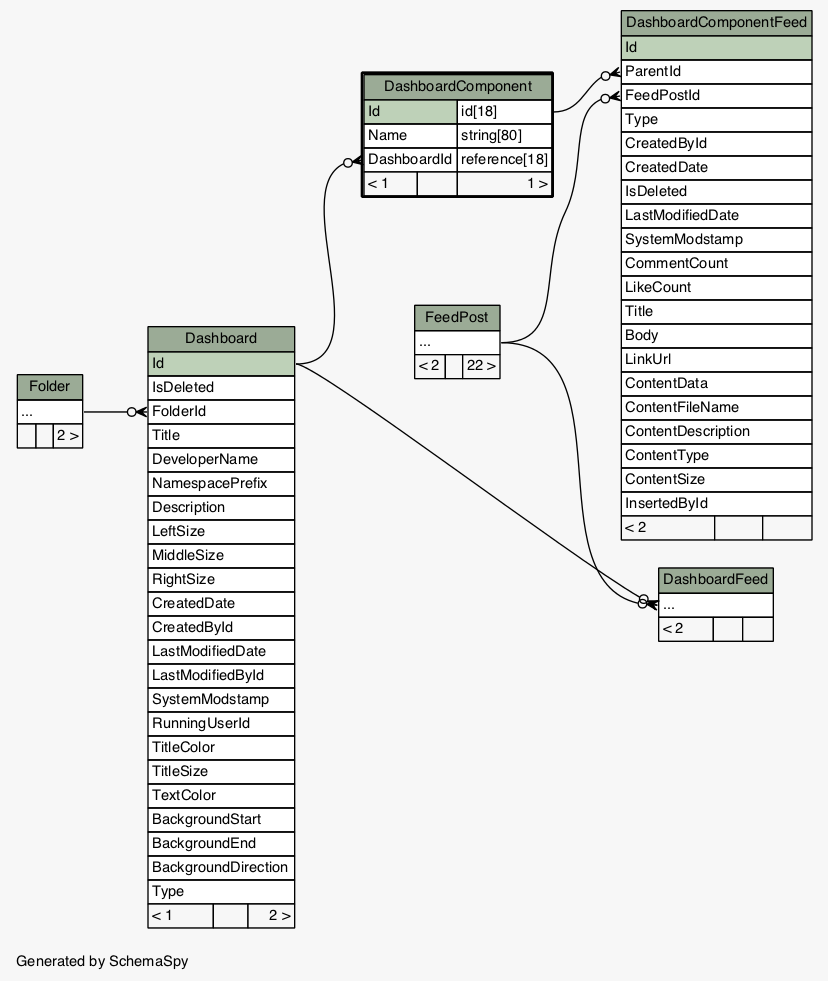 DashboardComponentFeed
Id
ParentId
FeedPostId
Type
CreatedById
CreatedDate
IsDeleted
LastModifiedDate
SystemModstamp
CommentCount
LikeCount
Title
Body
LinkUrl
ContentData
ContentFileName
ContentDescription
ContentType
ContentSize
InsertedById
< 2
DashboardComponent
Id id[18]
Name string[80]
DashboardId reference[18]
< 1 1 >
FeedPost
...
< 2 22 >
Dashboard
Id
IsDeleted
FolderId
Title
DeveloperName
NamespacePrefix
Description
LeftSize
MiddleSize
RightSize
CreatedDate
CreatedById
LastModifiedDate
LastModifiedById
SystemModstamp
RunningUserId
TitleColor
TitleSize
TextColor
BackgroundStart
BackgroundEnd
BackgroundDirection
Type
< 1 2 >
Folder
...
2 >
DashboardFeed
...
< 2
Generated by SchemaSpy